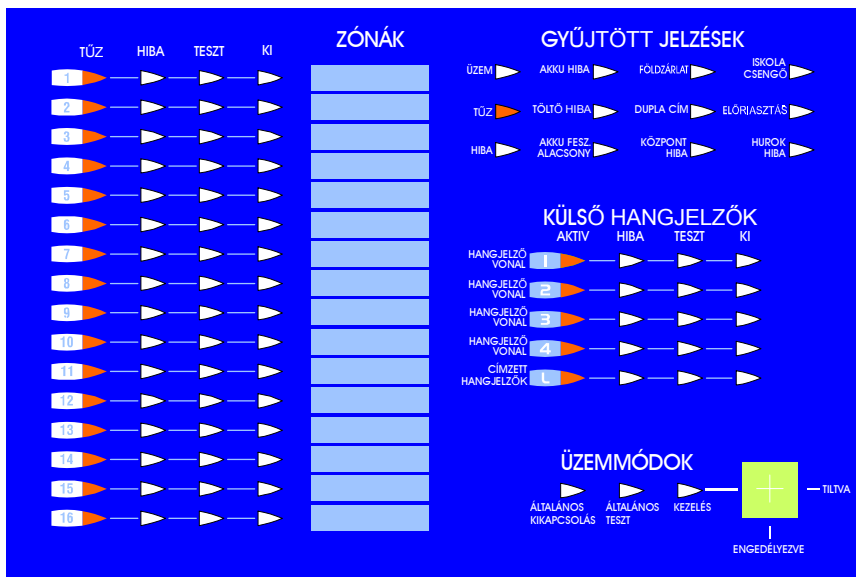 ZÓNÁK
TŰZ HIBA TESZT KI
1
2
3
4
5
6
7
8
9
10
11
12
13
14
15
16
GYŰJTÖTT JELZÉSEK
ÜZEM AKKU HIBA FÖLDZÁRLAT ISKOLA
CSENGŐ
TŰZ TÖLTŐ HIBA DUPLA CÍM ELŐRIASZTÁS
HIBA AKKU FESZ. KÖZPONT HUROK
ALACSONY HIBA HIBA
KÜLSŐ HANGJELZŐK
AKTIV HIBA TESZT KI
HANGJELZŐ
VONAL 1
HANGJELZŐ
VONAL 2
HANGJELZŐ
VONAL 3
HANGJELZŐ
VONAL 4
CÍMZETT
HANGJELZŐK L
ÜZEMMÓDOK
ÁLTALÁNOS ÁLTALÁNOS KEZELÉS
KIKAPCSOLÁS TESZT
TILTVA
ENGEDÉLYEZVE